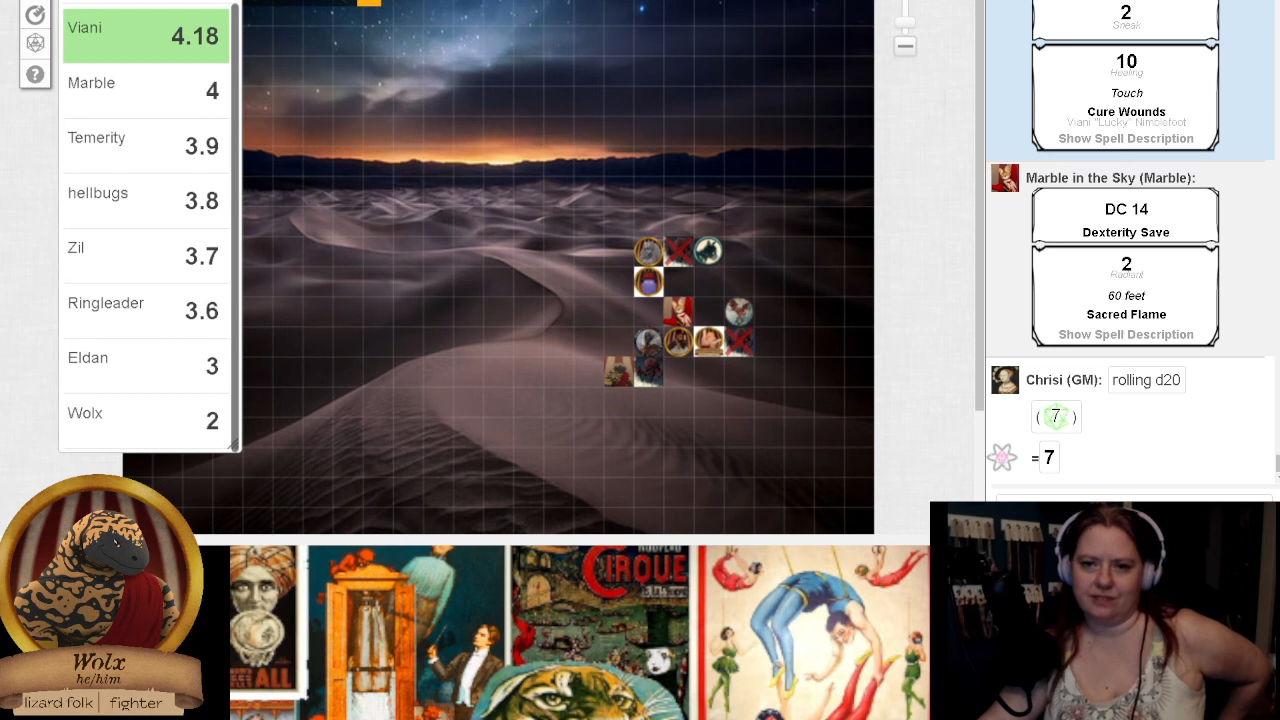 Viani
4.18
Marble
4
Temerity
3.9
hellbugs
3.8
Zil
3.7
Ringleader
3.6
Eldan
3
Wolx
2
2
Sneak
10
Healing
Touch
Cure Wounds
Viani "Lucky" Nimblefoot
Show Spell Description
Marble in the Sky (Marble):
DC 14
Dexterity Save
2
Radiant
60 feet
Sacred Flame
Show Spell Description
Chrisi (GM): rolling d20
( 7 )
=7
Wolx
he/him
lizard folk | fighter
ALL
CIRQUE